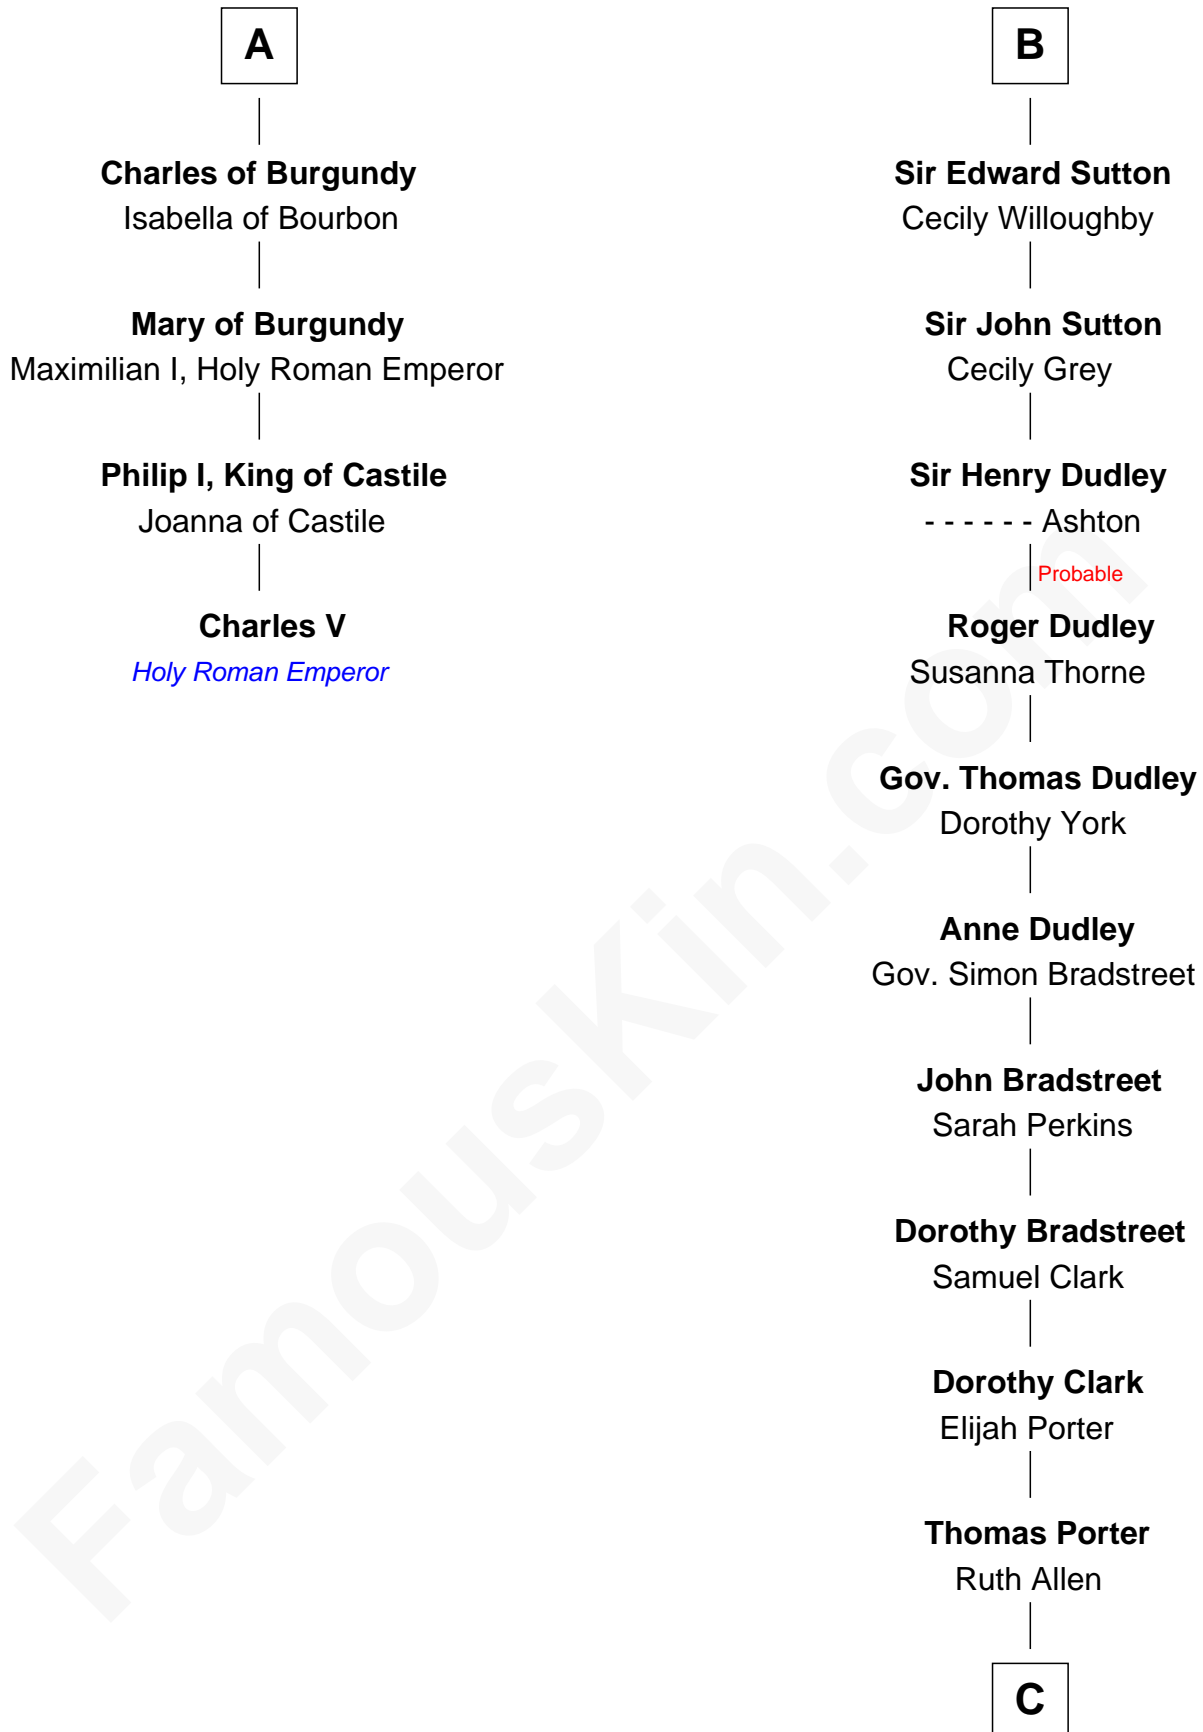 A
Charles of Burgundy
Isabella of Bourbon
Mary of Burgundy
Maximilian I, Holy Roman Emperor
Philip I, King of Castile
Joanna of Castile
Charles V
Holy Roman Emperor
B
Sir Edward Sutton
Cecily Willoughby
Sir John Sutton
Cecily Grey
Sir Henry Dudley
- - - - - - Ashton
Probable
Roger Dudley
Susanna Thorne
Gov. Thomas Dudley
Dorothy York
Anne Dudley
Gov. Simon Bradstreet
John Bradstreet
Sarah Perkins
Dorothy Bradstreet
Samuel Clark
Dorothy Clark
Elijah Porter
Thomas Porter
Ruth Allen
C
FamousKin.com